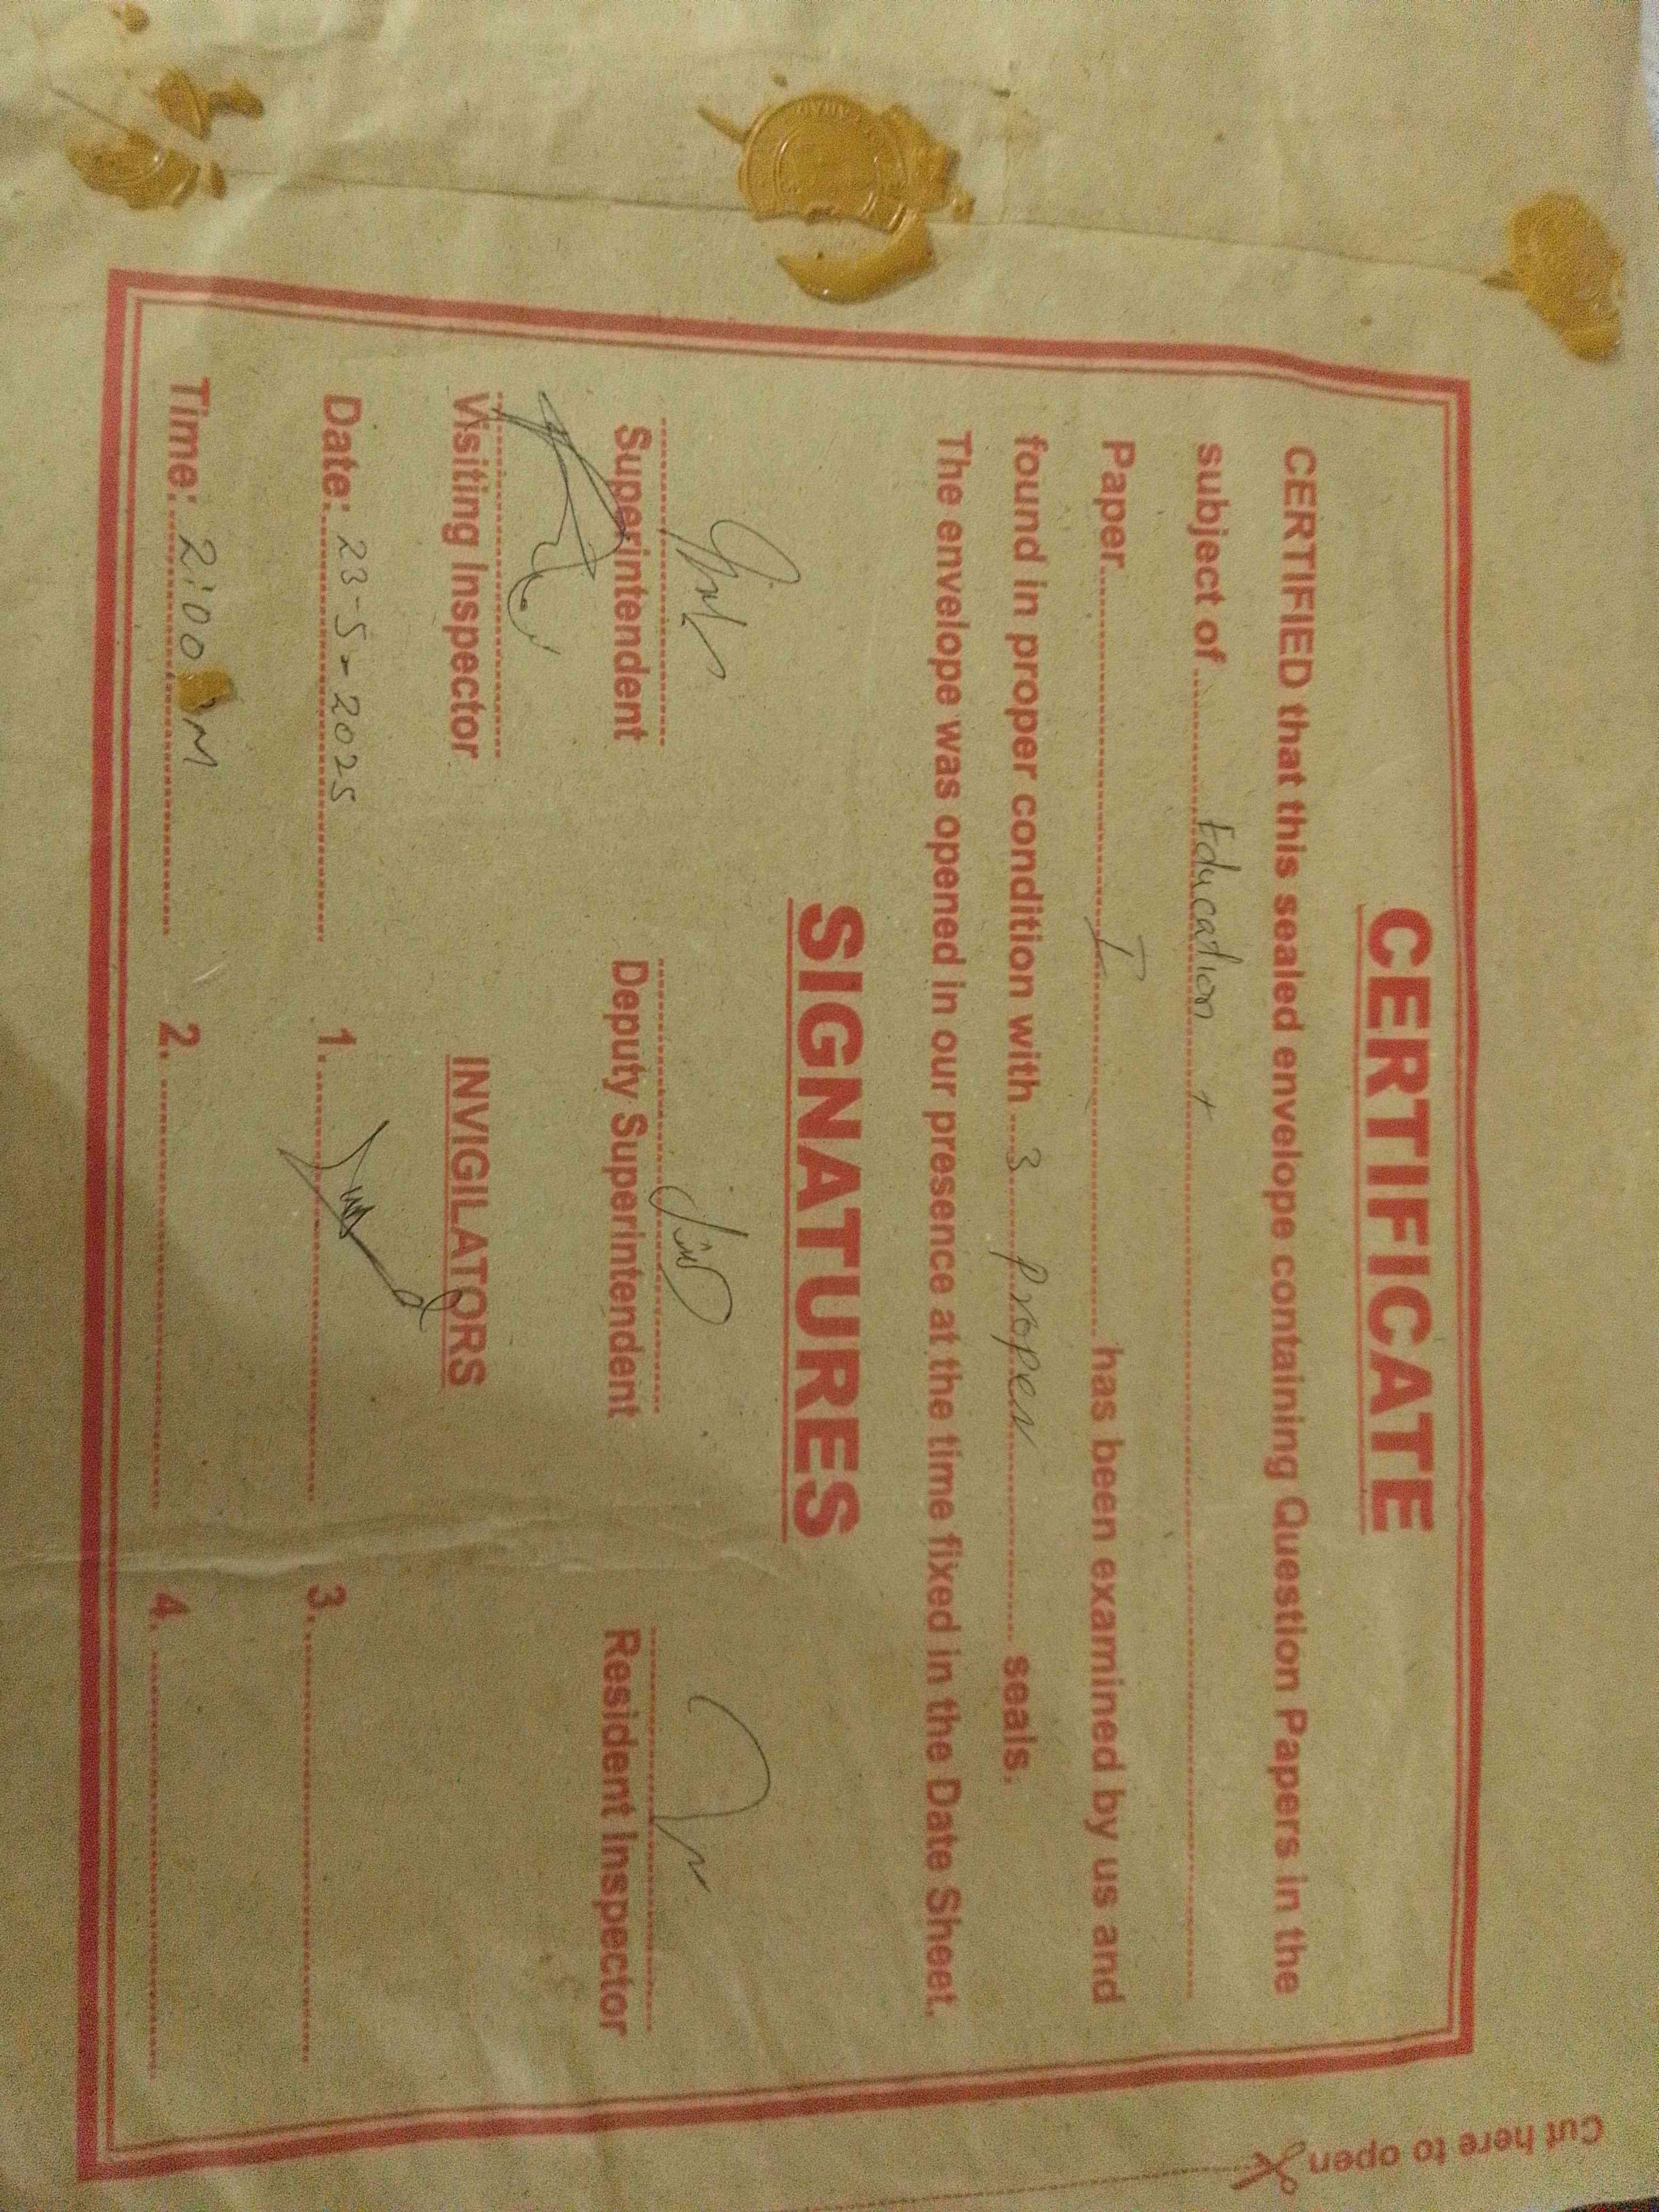 CERTIFICATE
CERTIFIED that this sealed envelope containing Question Papers in the
subject of Education +
Paper I has been examined by us and
found in proper condition with 3 proper seals.
The envelope was opened in our presence at the time fixed in the Date Sheet.
SIGNATURES
Superintendent Deputy Superintendent Resident Inspector
Visiting Inspector INVIGILATORS
Date: 23-5-2025 1. 3.
Time: 2:00 M 2. 4.
Cut here to open